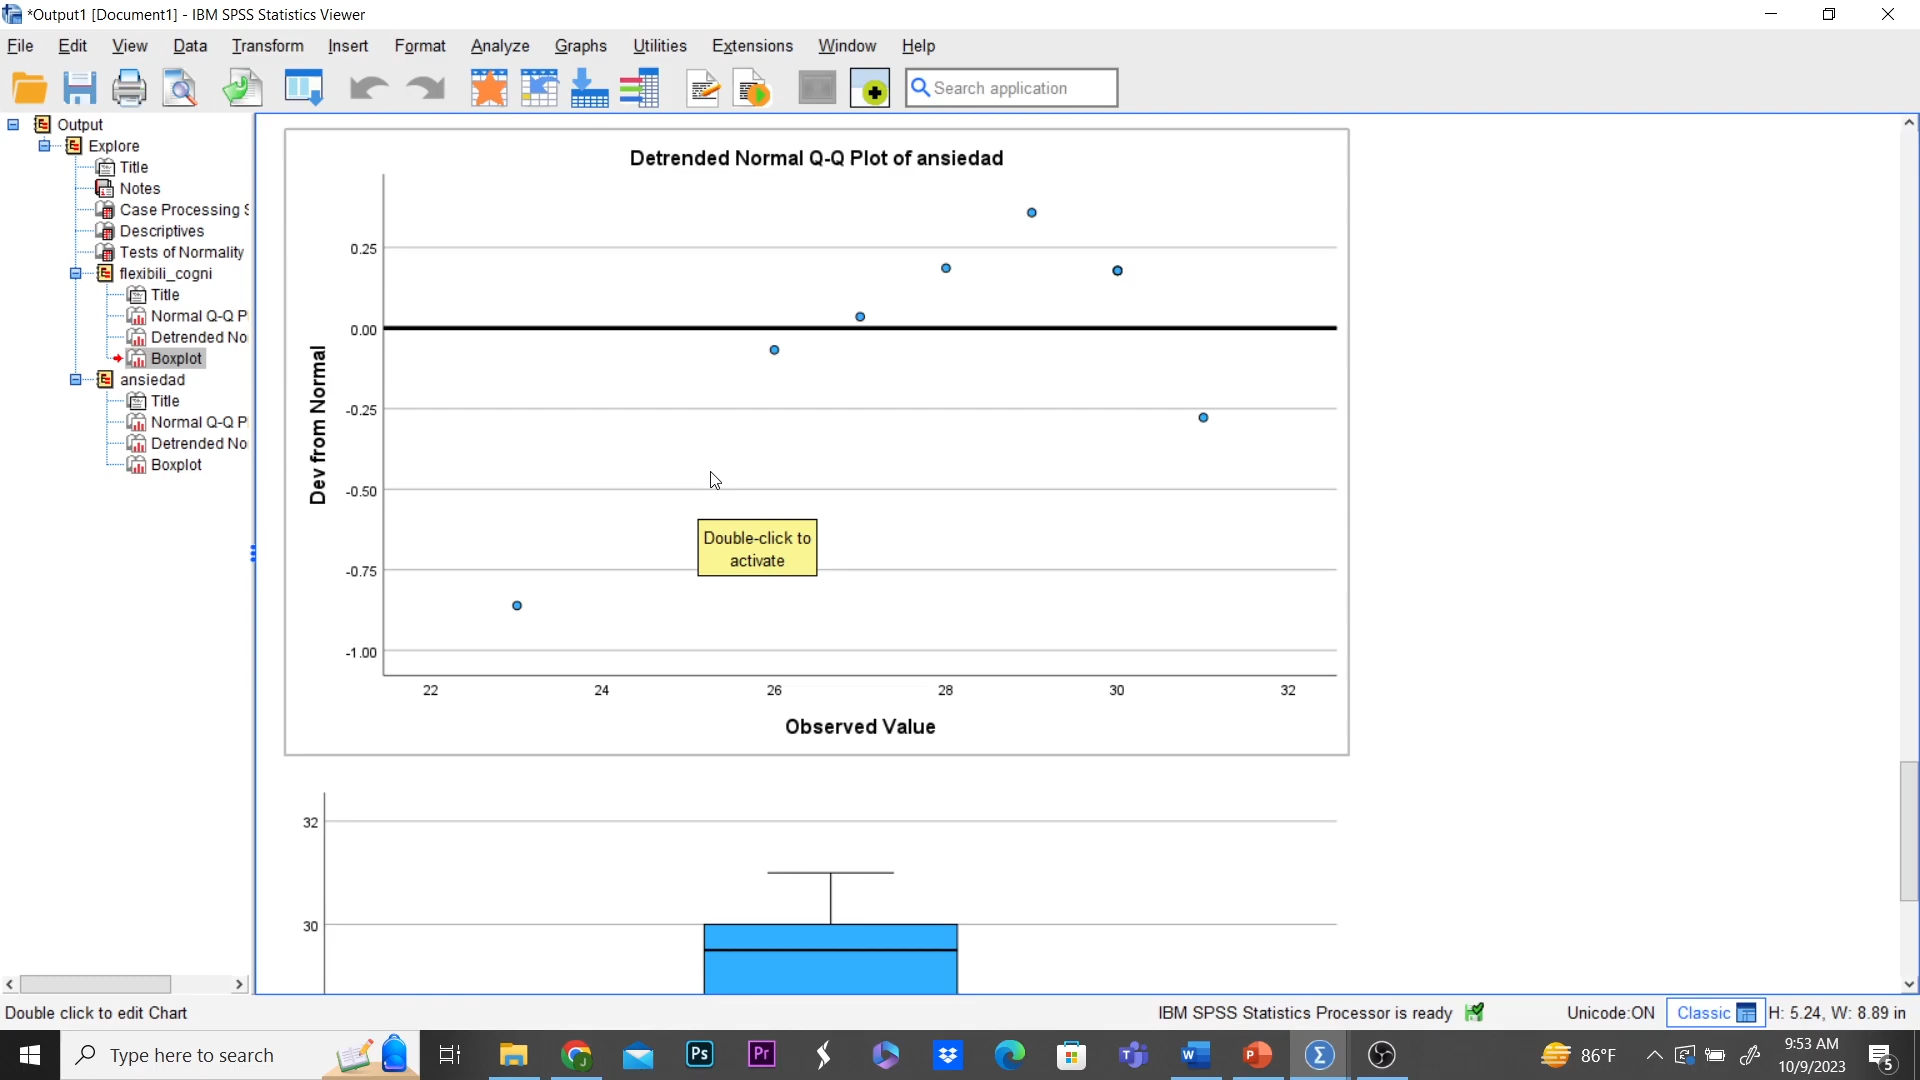 *Output1 [Document1] - IBM SPSS Statistics Viewer
File Edit View Data Transform Insert Format Analyze Graphs Utilities Extensions Window Help
Search application
Output
Explore
Title
Notes
Case Processing S
Descriptives
Tests of Normality
flexibili_cogni
Title
Normal Q-Q P
Detrended No
Boxplot
ansiedad
Title
Normal Q-Q P
Detrended No
Boxplot
Detrended Normal Q-Q Plot of ansiedad
Dev from Normal
0.25
0.00
-0.25
-0.50
-0.75
-1.00
Double-click to
activate
22 24 26 28 30 32
Observed Value
32
30
Double click to edit Chart
IBM SPSS Statistics Processor is ready
Unicode:ON
Classic
H: 5.24, W: 8.89 in
Type here to search
Ps
Pr
86°F
9:53 AM
10/9/2023
5